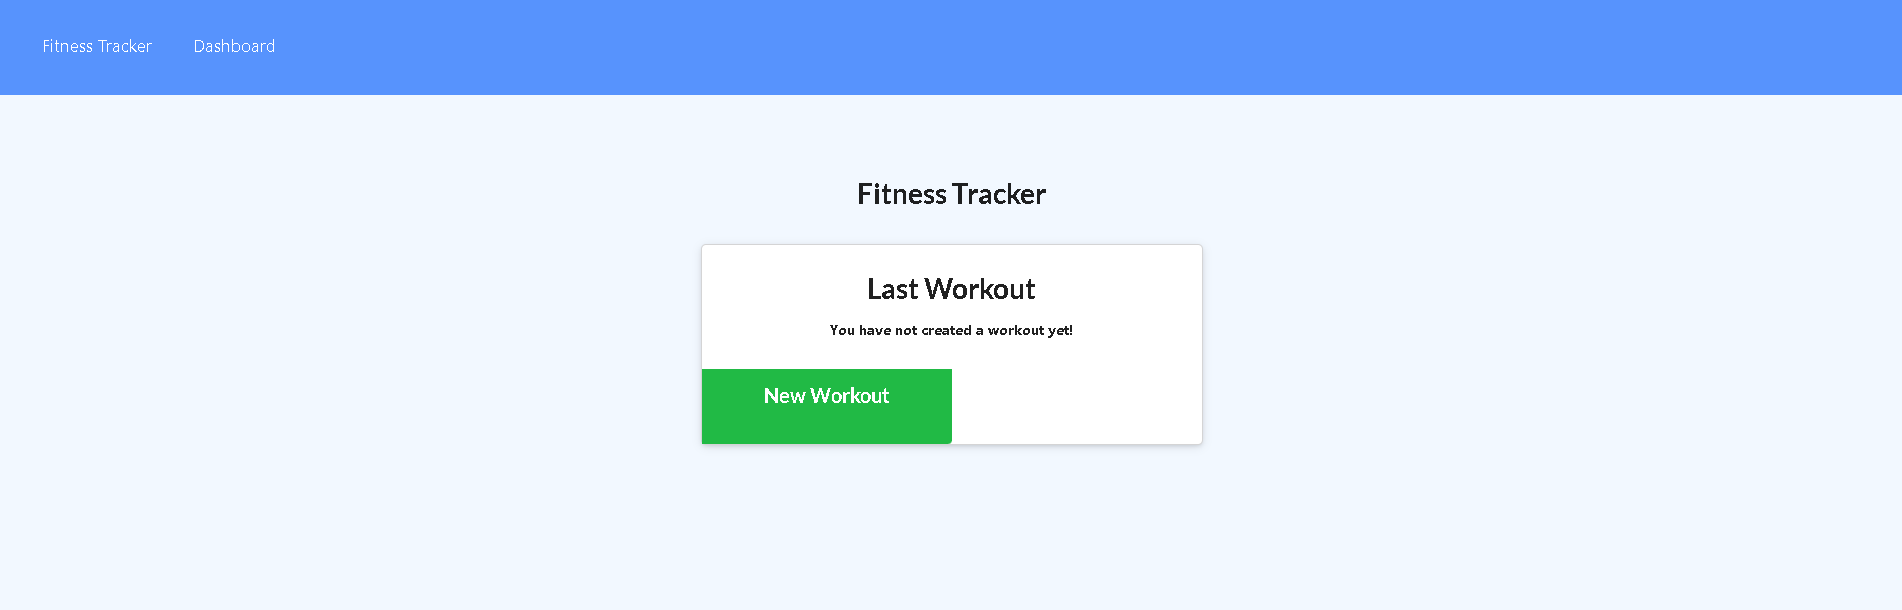 Fitness Tracker Dashboard
Fitness Tracker
Last Workout
You have not created a workout yet!
New Workout